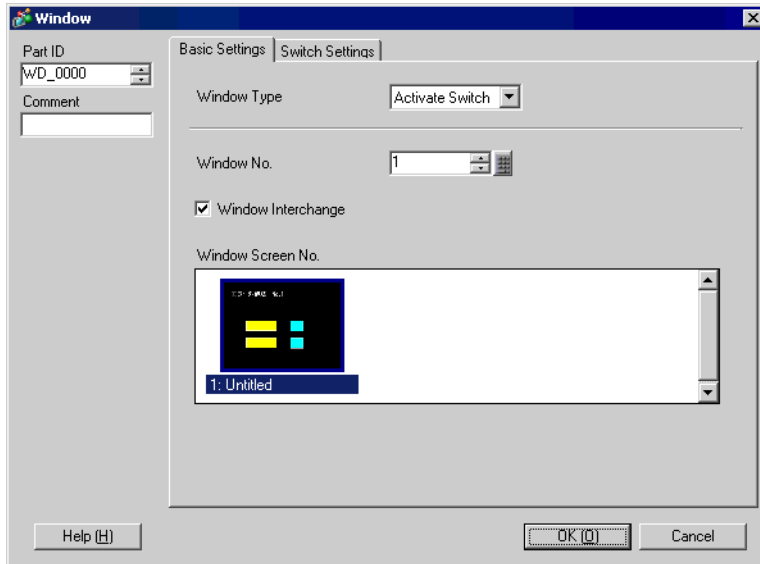 Window
Part ID
WD_0000
Comment
Basic Settings
Switch Settings
Window Type
Activate Switch
Window No.
1
Window Interchange
Window Screen No.
1: Untitled
Help (H)
OK (O)
Cancel